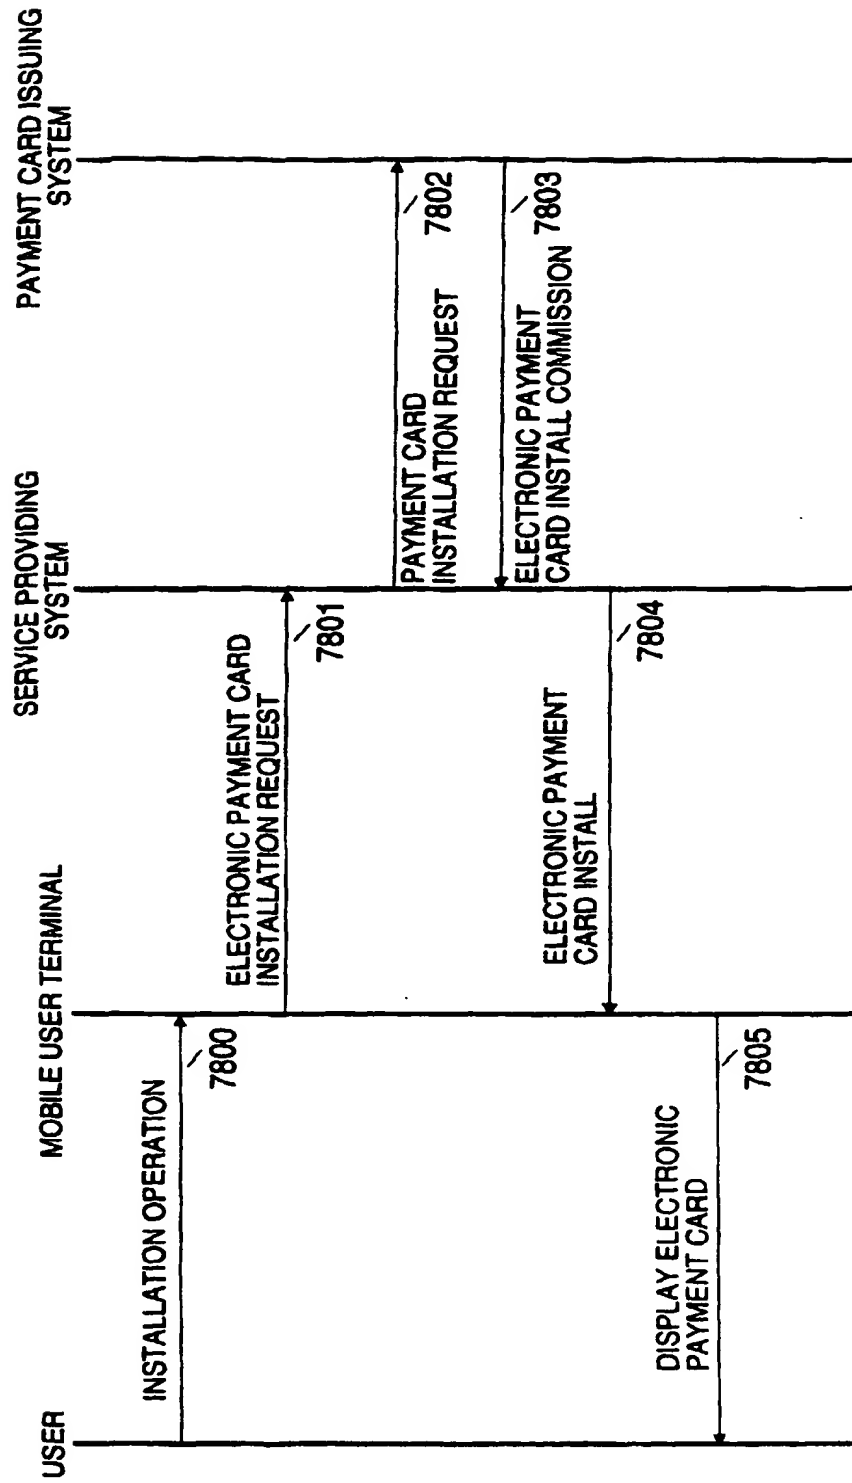 USER
MOBILE USER TERMINAL
SERVICE PROVIDING
SYSTEM
PAYMENT CARD ISSUING
SYSTEM
INSTALLATION OPERATION
7800
ELECTRONIC PAYMENT CARD
INSTALLATION REQUEST
7801
PAYMENT CARD
INSTALLATION REQUEST
7802
ELECTRONIC PAYMENT
CARD INSTALL COMMISSION
7803
ELECTRONIC PAYMENT
CARD INSTALL
7804
DISPLAY ELECTRONIC
PAYMENT CARD
7805